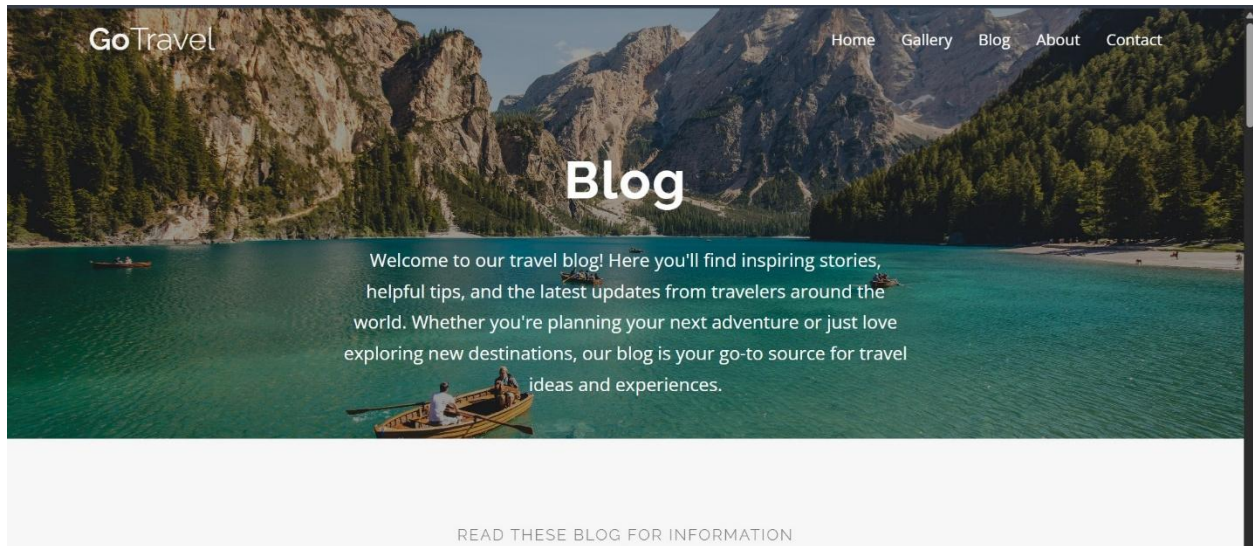 GoTravel
Home Gallery Blog About Contact
Blog
Welcome to our travel blog! Here you'll find inspiring stories,
helpful tips, and the latest updates from travelers around the
world. Whether you're planning your next adventure or just love
exploring new destinations, our blog is your go-to source for travel
ideas and experiences.
READ THESE BLOG FOR INFORMATION